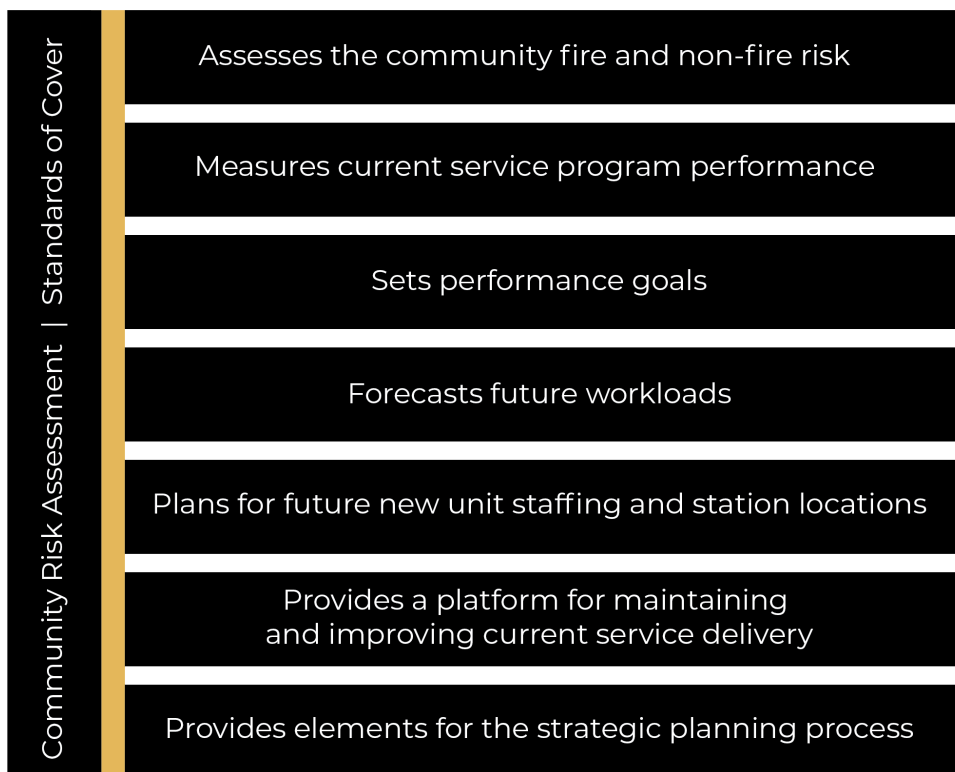 Community Risk Assessment | Standards of Cover
Assesses the community fire and non-fire risk
Measures current service program performance
Sets performance goals
Forecasts future workloads
Plans for future new unit staffing and station locations
Provides a platform for maintaining
and improving current service delivery
Provides elements for the strategic planning process